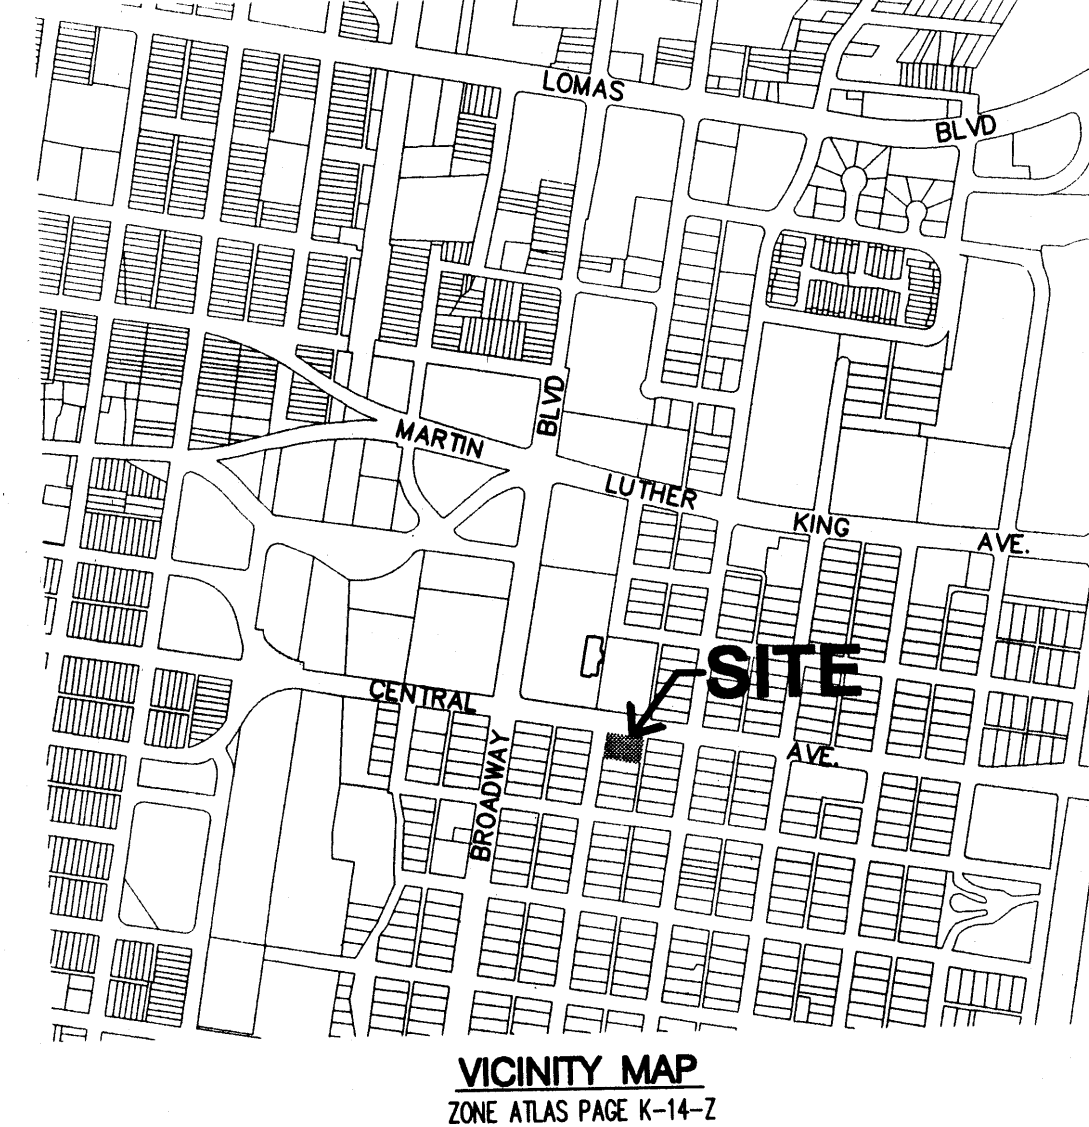 LOMAS
BLVD
BLVD
MARTIN
LUTHER
KING
AVE.
SITE
CENTRAL
AVE.
BROADWAY
VICINITY MAP
ZONE ATLAS PAGE K-14-Z